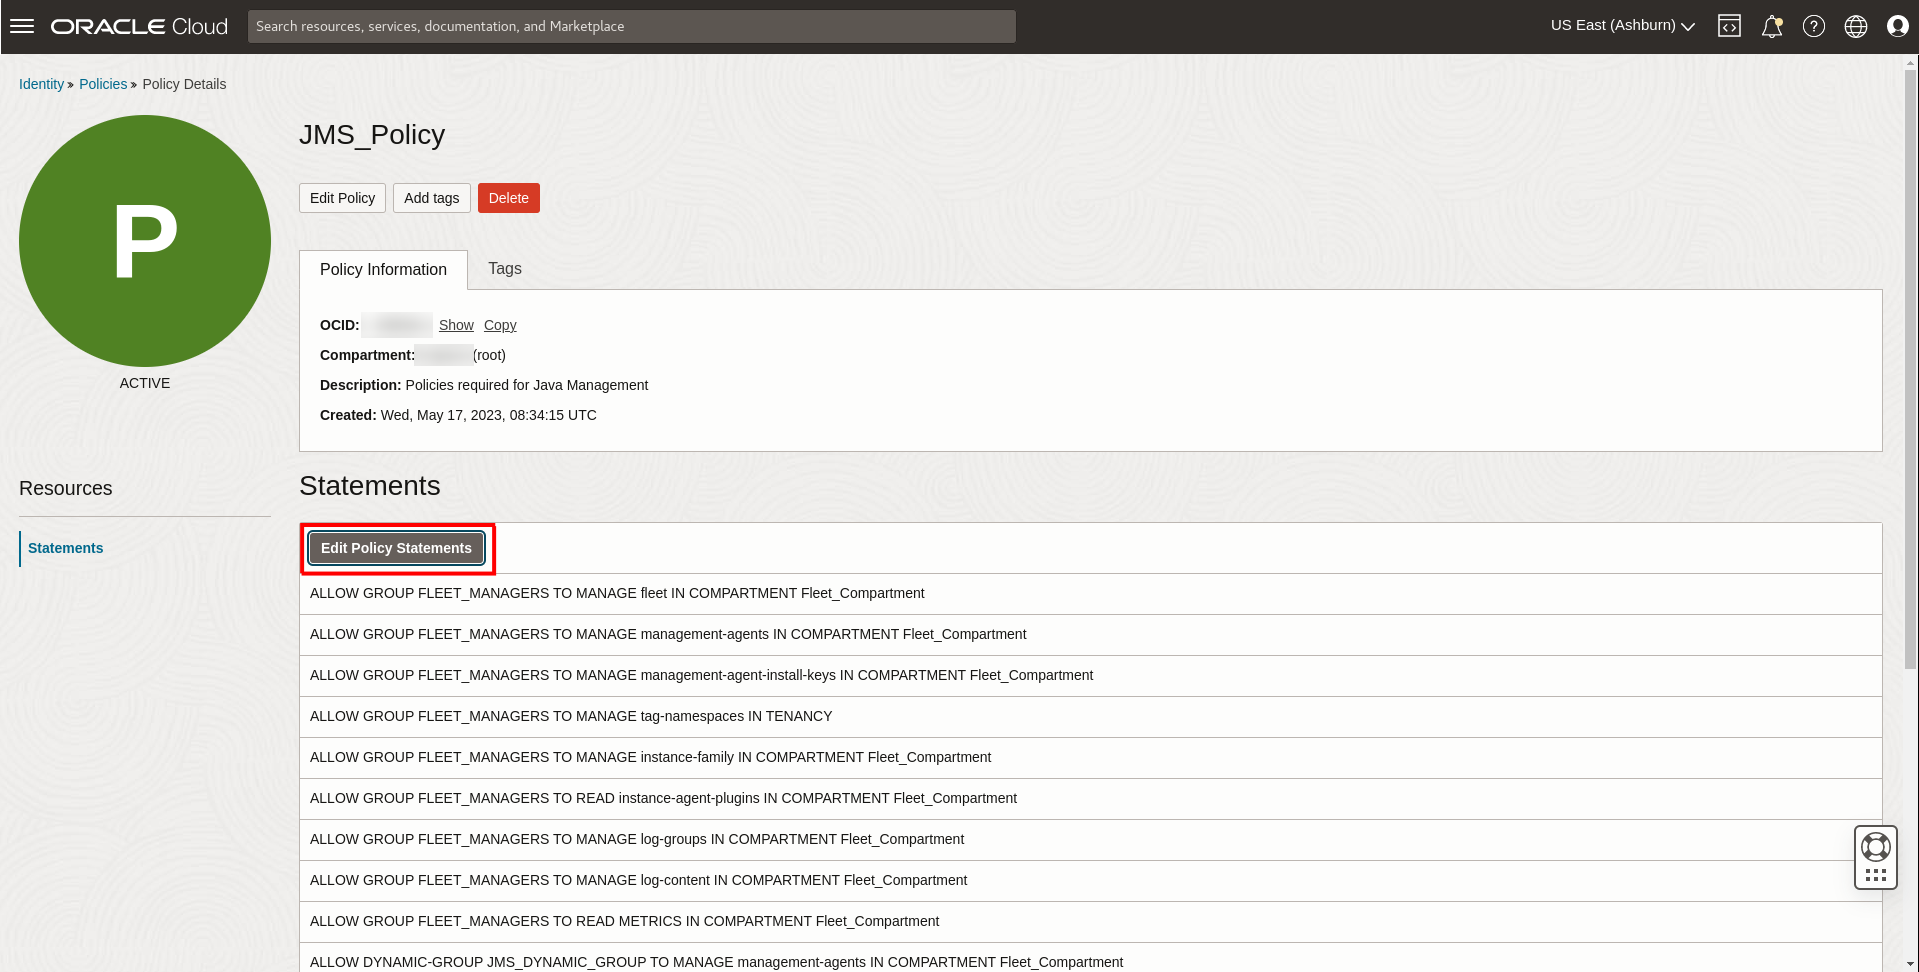 ORACLE Cloud
Search resources, services, documentation, and Marketplace
US East (Ashburn)
Identity » Policies » Policy Details
P
ACTIVE
JMS_Policy
Edit Policy
Add tags
Delete
Policy Information
Tags
OCID: Show Copy
Compartment: (root)
Description: Policies required for Java Management
Created: Wed, May 17, 2023, 08:34:15 UTC
Resources
Statements
Statements
Edit Policy Statements
ALLOW GROUP FLEET_MANAGERS TO MANAGE fleet IN COMPARTMENT Fleet_Compartment
ALLOW GROUP FLEET_MANAGERS TO MANAGE management-agents IN COMPARTMENT Fleet_Compartment
ALLOW GROUP FLEET_MANAGERS TO MANAGE management-agent-install-keys IN COMPARTMENT Fleet_Compartment
ALLOW GROUP FLEET_MANAGERS TO MANAGE tag-namespaces IN TENANCY
ALLOW GROUP FLEET_MANAGERS TO MANAGE instance-family IN COMPARTMENT Fleet_Compartment
ALLOW GROUP FLEET_MANAGERS TO READ instance-agent-plugins IN COMPARTMENT Fleet_Compartment
ALLOW GROUP FLEET_MANAGERS TO MANAGE log-groups IN COMPARTMENT Fleet_Compartment
ALLOW GROUP FLEET_MANAGERS TO MANAGE log-content IN COMPARTMENT Fleet_Compartment
ALLOW GROUP FLEET_MANAGERS TO READ METRICS IN COMPARTMENT Fleet_Compartment
ALLOW DYNAMIC-GROUP JMS_DYNAMIC_GROUP TO MANAGE management-agents IN COMPARTMENT Fleet_Compartment